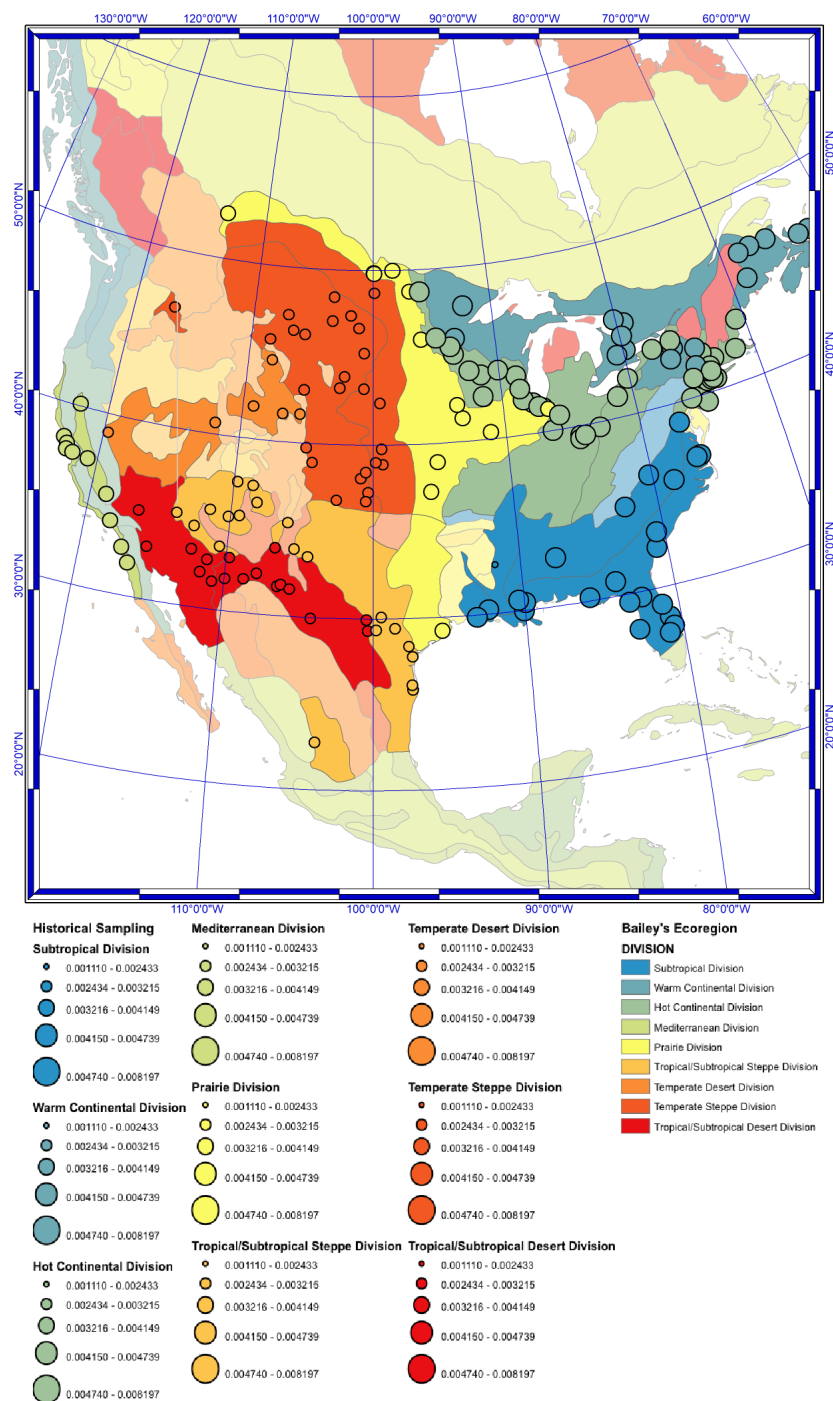 130°0'0"W 120°0'0"W 110°0'0"W 100°0'0"W 90°0'0"W 80°0'0"W 70°0'0"W 60°0'0"W
50°0'0"N 50°0'0"N
40°0'0"N 40°0'0"N
30°0'0"N 30°0'0"N
20°0'0"N 20°0'0"N
110°0'0"W 100°0'0"W 90°0'0"W 80°0'0"W
Historical Sampling
Subtropical Division
0.001110 - 0.002433
0.002434 - 0.003215
0.003216 - 0.004149
0.004150 - 0.004739
0.004740 - 0.008197
Warm Continental Division
0.001110 - 0.002433
0.002434 - 0.003215
0.003216 - 0.004149
0.004150 - 0.004739
0.004740 - 0.008197
Hot Continental Division
0.001110 - 0.002433
0.002434 - 0.003215
0.003216 - 0.004149
0.004150 - 0.004739
0.004740 - 0.008197
Mediterranean Division
0.001110 - 0.002433
0.002434 - 0.003215
0.003216 - 0.004149
0.004150 - 0.004739
0.004740 - 0.008197
Prairie Division
0.001110 - 0.002433
0.002434 - 0.003215
0.003216 - 0.004149
0.004150 - 0.004739
0.004740 - 0.008197
Tropical/Subtropical Steppe Division
0.001110 - 0.002433
0.002434 - 0.003215
0.003216 - 0.004149
0.004150 - 0.004739
0.004740 - 0.008197
Temperate Desert Division
0.001110 - 0.002433
0.002434 - 0.003215
0.003216 - 0.004149
0.004150 - 0.004739
0.004740 - 0.008197
Temperate Steppe Division
0.001110 - 0.002433
0.002434 - 0.003215
0.003216 - 0.004149
0.004150 - 0.004739
0.004740 - 0.008197
Tropical/Subtropical Desert Division
0.001110 - 0.002433
0.002434 - 0.003215
0.003216 - 0.004149
0.004150 - 0.004739
0.004740 - 0.008197
Bailey's Ecoregion
DIVISION
Subtropical Division
Warm Continental Division
Hot Continental Division
Mediterranean Division
Prairie Division
Tropical/Subtropical Steppe Division
Temperate Desert Division
Temperate Steppe Division
Tropical/Subtropical Desert Division